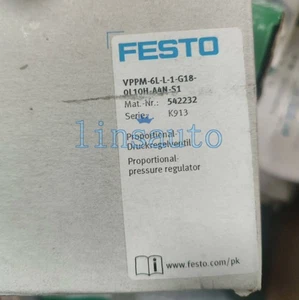 FESTO
VPPM-6L-L-1-G18-
0L10H-A4N-S1
Mat.-Nr.: 542232
Serie: K913
linsauto
Proportional-
Druckregelventil
Proportional-
pressure regulator
www.festo.com/pk